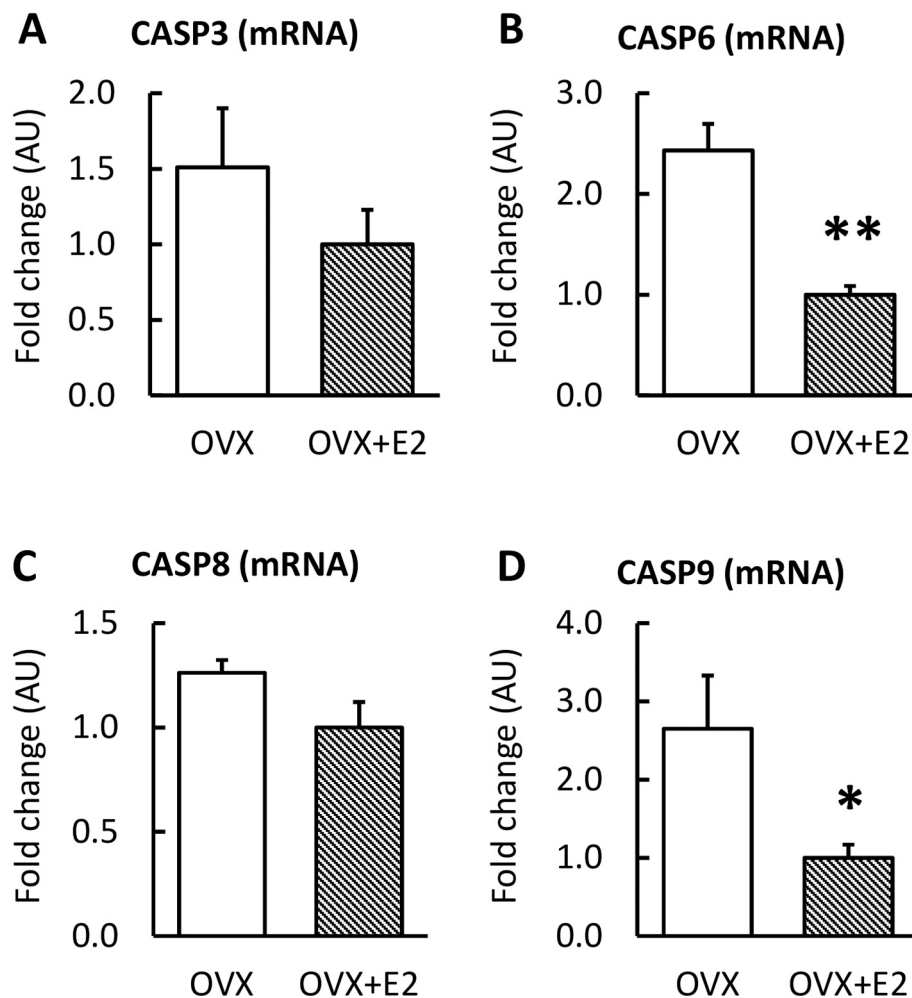 A
CASP3 (mRNA)
Fold change (AU)
2.0
1.5
1.0
0.5
0.0
OVX
OVX+E2
B
CASP6 (mRNA)
Fold change (AU)
3.0
2.0
1.0
0.0
**
OVX
OVX+E2
C
CASP8 (mRNA)
Fold change (AU)
1.5
1.0
0.5
0.0
OVX
OVX+E2
D
CASP9 (mRNA)
Fold change (AU)
4.0
3.0
2.0
1.0
0.0
*
OVX
OVX+E2